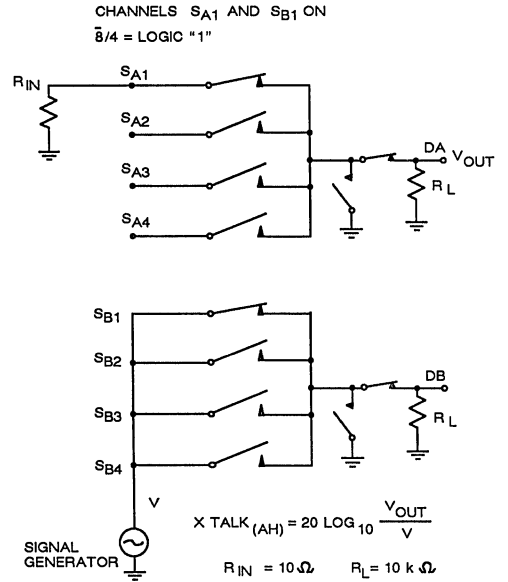 CHANNELS SA1 AND SB1 ON
8̅/4 = LOGIC "1"
RIN
SA1
SA2
SA3
SA4
DA
VOUT
RL
SB1
SB2
SB3
SB4
DB
RL
V
SIGNAL
GENERATOR
X TALK(AH) = 20 LOG10 VOUT/V
RIN = 10 Ω RL = 10 k Ω